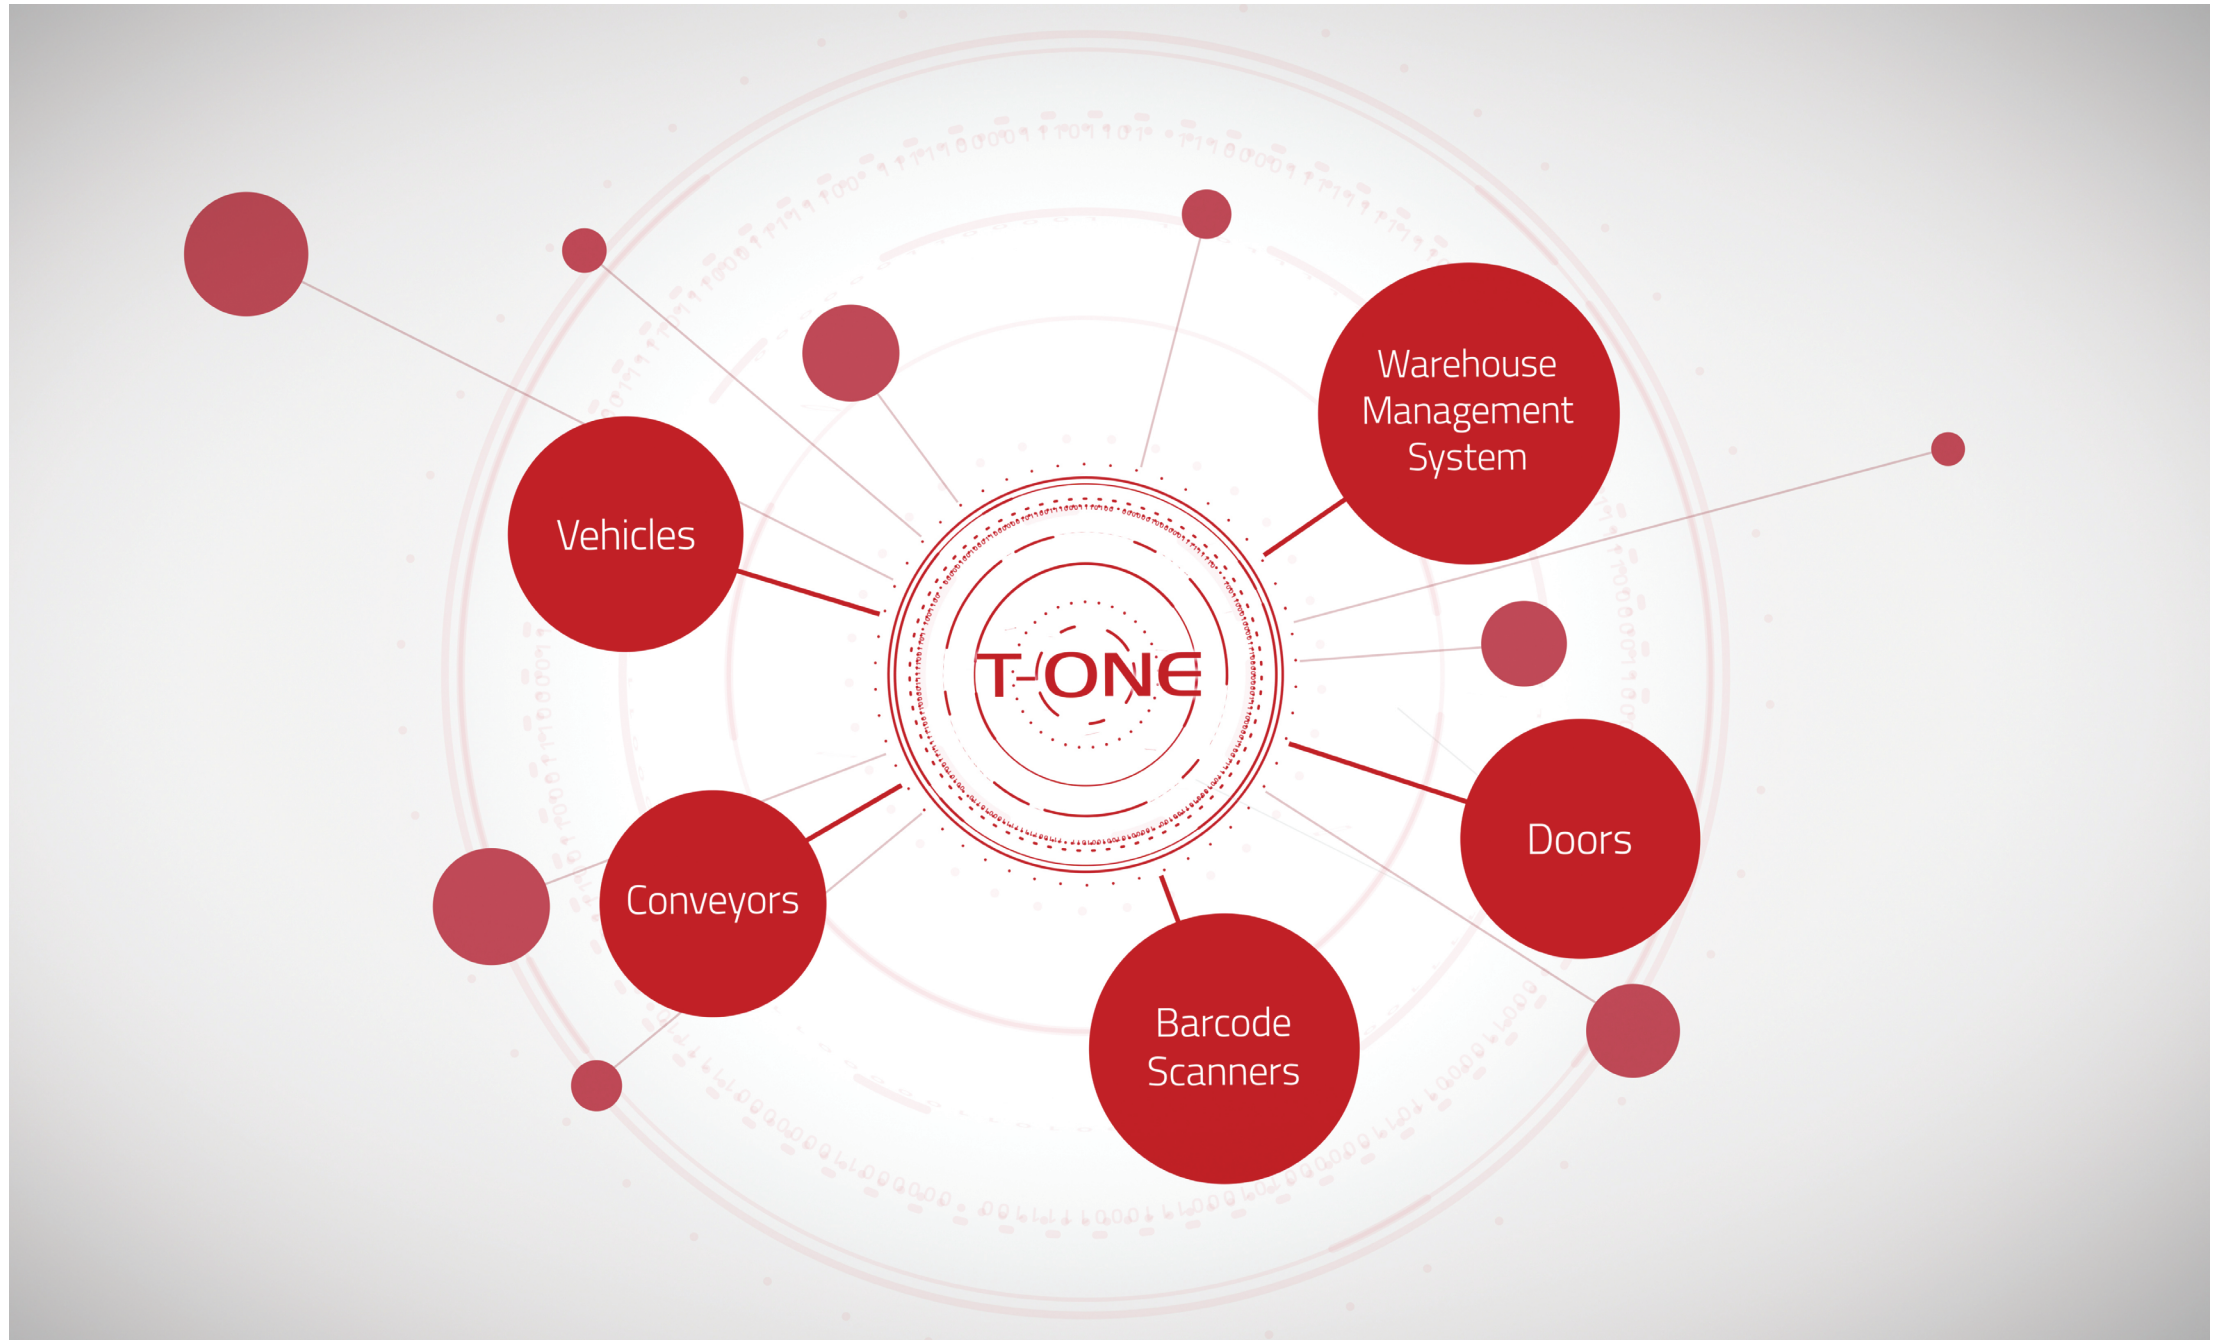 Warehouse
Management
System
Vehicles
T-ONE
Doors
Conveyors
Barcode
Scanners